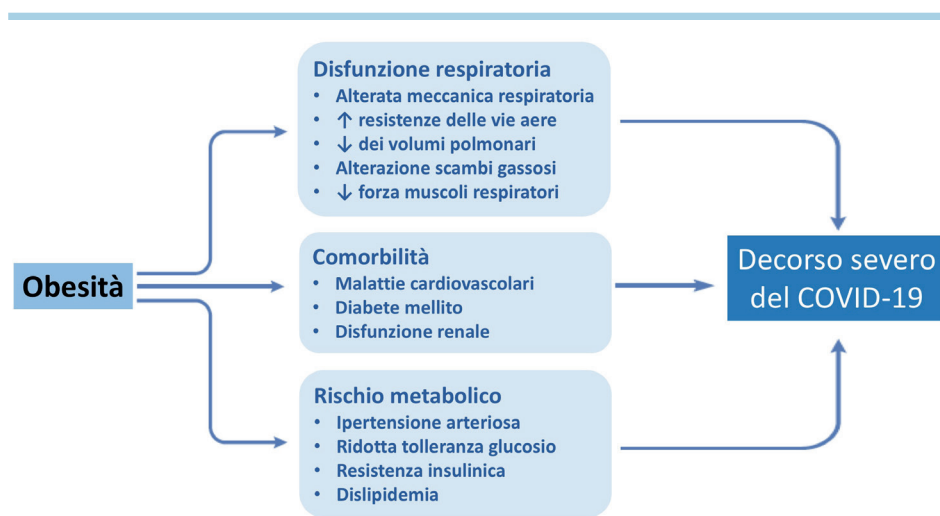 Disfunzione respiratoria
• Alterata meccanica respiratoria
• ↑ resistenze delle vie aere
• ↓ dei volumi polmonari
• Alterazione scambi gassosi
• ↓ forza muscoli respiratori
Obesità
Comorbilità
• Malattie cardiovascolari
• Diabete mellito
• Disfunzione renale
Rischio metabolico
• Ipertensione arteriosa
• Ridotta tolleranza glucosio
• Resistenza insulinica
• Dislipidemia
Decorso severo
del COVID-19